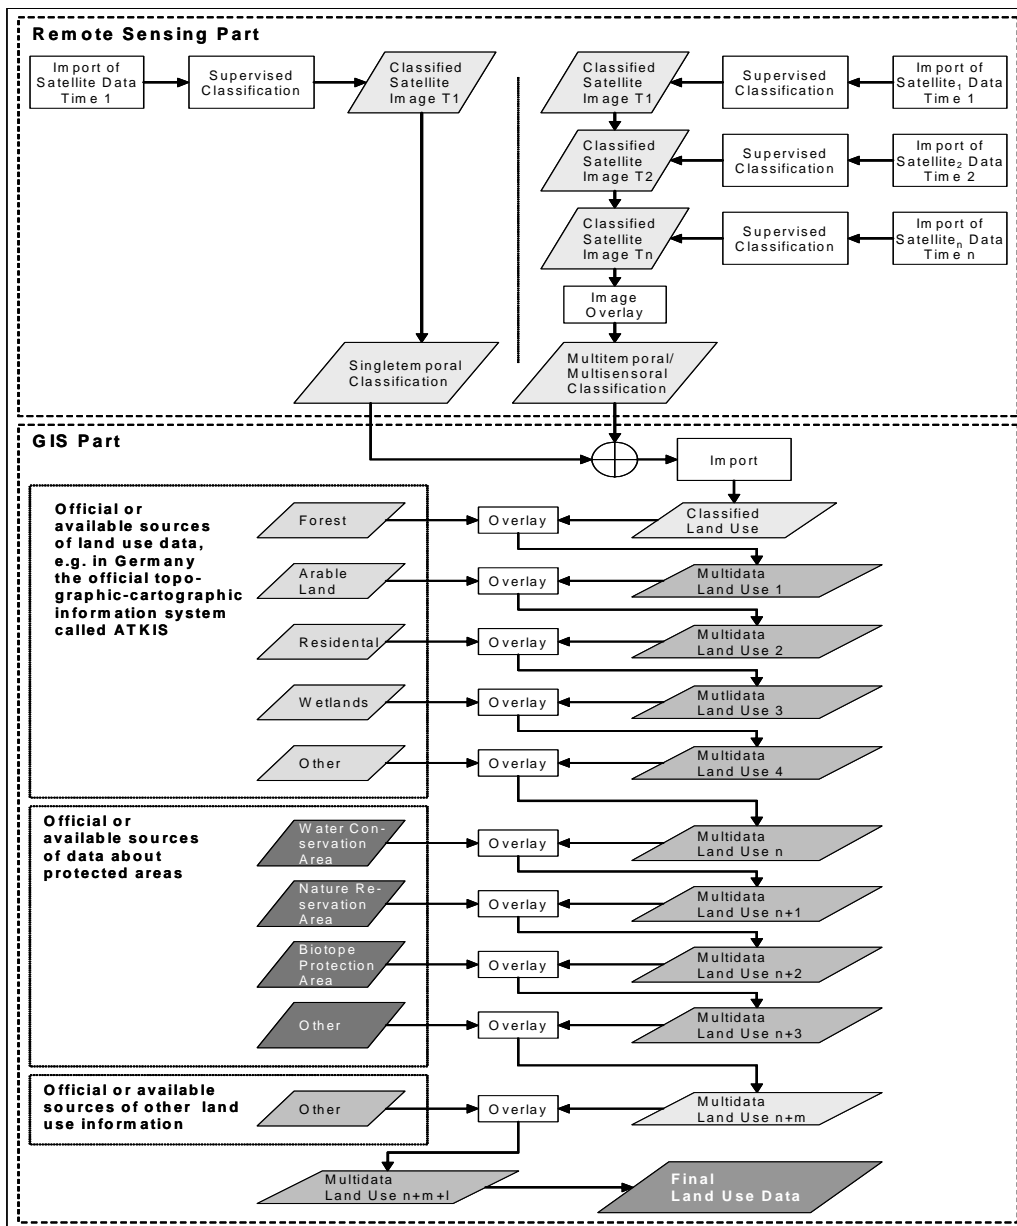 Remote Sensing Part
Import of
Satellite Data
Time 1
Supervised
Classification
Classified
Satellite
Image T1
Classified
Satellite
Image T1
Supervised
Classification
Import of
Satellite₁ Data
Time 1
Classified
Satellite
Image T2
Supervised
Classification
Import of
Satellite₂ Data
Time 2
Classified
Satellite
Image Tn
Supervised
Classification
Import of
Satelliteₙ Data
Time n
Image
Overlay
Singletemporal
Classification
Multitemporal/
Multisensoral
Classification
GIS Part
Import
Official or
available sources
of land use data,
e.g. in Germany
the official topo-
graphic-cartographic
information system
called ATKIS
Forest
Overlay
Classified
Land Use
Arable
Land
Overlay
Multidata
Land Use 1
Residental
Overlay
Multidata
Land Use 2
Wetlands
Overlay
Mutlidata
Land Use 3
Other
Overlay
Multidata
Land Use 4
Official or
available sources
of data about
protected areas
Water Con-
servation
Area
Overlay
Multidata
Land Use n
Nature Re-
servation
Area
Overlay
Multidata
Land Use n+1
Biotope
Protection
Area
Overlay
Multidata
Land Use n+2
Other
Overlay
Multidata
Land Use n+3
Official or available
sources of other land
use information
Other
Overlay
Multidata
Land Use n+m
Multidata
Land Use n+m+l
Final
Land Use Data